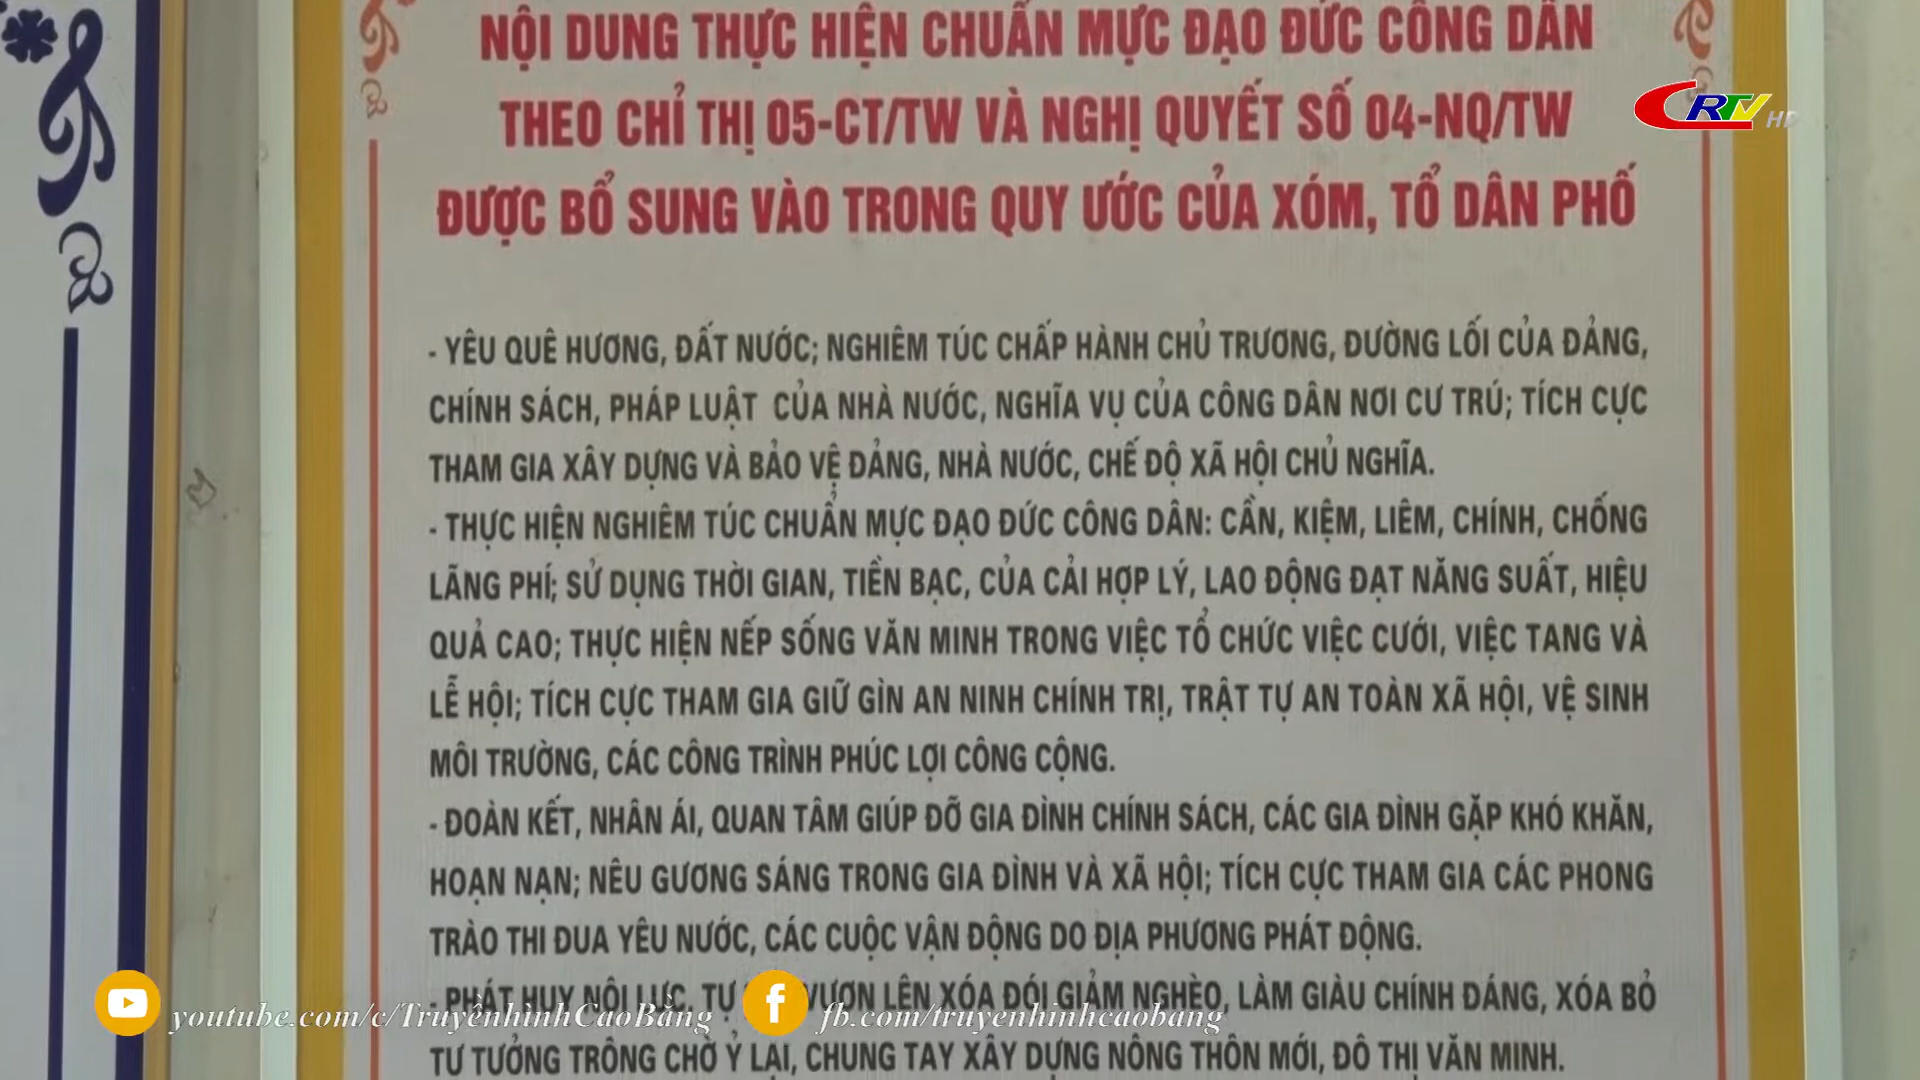 NỘI DUNG THỰC HIỆN CHUẨN MỰC ĐẠO ĐỨC CÔNG DÂN
THEO CHỈ THỊ 05-CT/TW VÀ NGHỊ QUYẾT SỐ 04-NQ/TW
ĐƯỢC BỔ SUNG VÀO TRONG QUY ƯỚC CỦA XÓM, TỔ DÂN PHỐ
CRTV HD
- YÊU QUÊ HƯƠNG, ĐẤT NƯỚC; NGHIÊM TÚC CHẤP HÀNH CHỦ TRƯƠNG, ĐƯỜNG LỐI CỦA ĐẢNG,
CHÍNH SÁCH, PHÁP LUẬT CỦA NHÀ NƯỚC, NGHĨA VỤ CỦA CÔNG DÂN NƠI CƯ TRÚ; TÍCH CỰC
THAM GIA XÂY DỰNG VÀ BẢO VỆ ĐẢNG, NHÀ NƯỚC, CHẾ ĐỘ XÃ HỘI CHỦ NGHĨA.
- THỰC HIỆN NGHIÊM TÚC CHUẨN MỰC ĐẠO ĐỨC CÔNG DÂN: CẦN, KIỆM, LIÊM, CHÍNH, CHỐNG
LÃNG PHÍ; SỬ DỤNG THỜI GIAN, TIỀN BẠC, CỦA CẢI HỢP LÝ, LAO ĐỘNG ĐẠT NĂNG SUẤT, HIỆU
QUẢ CAO; THỰC HIỆN NẾP SỐNG VĂN MINH TRONG VIỆC TỔ CHỨC VIỆC CƯỚI, VIỆC TANG VÀ
LỄ HỘI; TÍCH CỰC THAM GIA GIỮ GÌN AN NINH CHÍNH TRỊ, TRẬT TỰ AN TOÀN XÃ HỘI, VỆ SINH
MÔI TRƯỜNG, CÁC CÔNG TRÌNH PHÚC LỢI CÔNG CỘNG.
- ĐOÀN KẾT, NHÂN ÁI, QUAN TÂM GIÚP ĐỠ GIA ĐÌNH CHÍNH SÁCH, CÁC GIA ĐÌNH GẶP KHÓ KHĂN,
HOẠN NẠN; NÊU GƯƠNG SÁNG TRONG GIA ĐÌNH VÀ XÃ HỘI; TÍCH CỰC THAM GIA CÁC PHONG
TRÀO THI ĐUA YÊU NƯỚC, CÁC CUỘC VẬN ĐỘNG DO ĐỊA PHƯƠNG PHÁT ĐỘNG.
- PHÁT HUY NỘI LỰC, TỰ VƯƠN LÊN XÓA ĐÓI GIẢM NGHÈO, LÀM GIÀU CHÍNH ĐÁNG, XÓA BỎ
youtube.com/c/TruyềnhìnhCaoBằng fb.com/truyenhinhcaobang
TƯ TƯỞNG TRÔNG CHỜ Ỷ LẠI, CHUNG TAY XÂY DỰNG NÔNG THÔN MỚI, ĐÔ THỊ VĂN MINH.